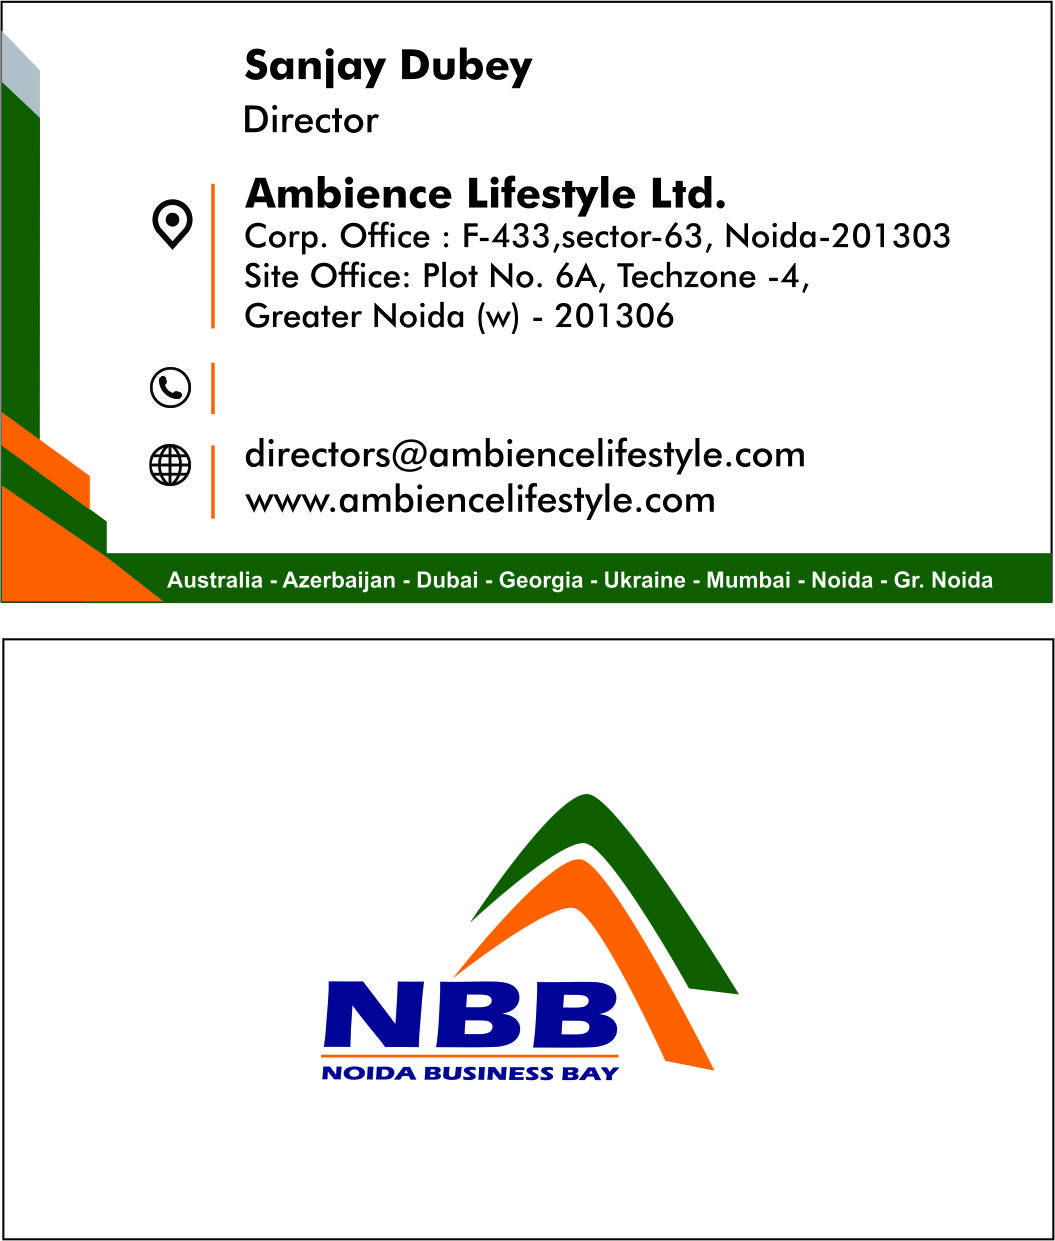 Sanjay Dubey
Director
Ambience Lifestyle Ltd.
Corp. Office : F-433,sector-63, Noida-201303
Site Office: Plot No. 6A, Techzone -4,
Greater Noida (w) - 201306
directors@ambiencelifestyle.com
www.ambiencelifestyle.com
Australia - Azerbaijan - Dubai - Georgia - Ukraine - Mumbai - Noida - Gr. Noida
NBB
NOIDA BUSINESS BAY